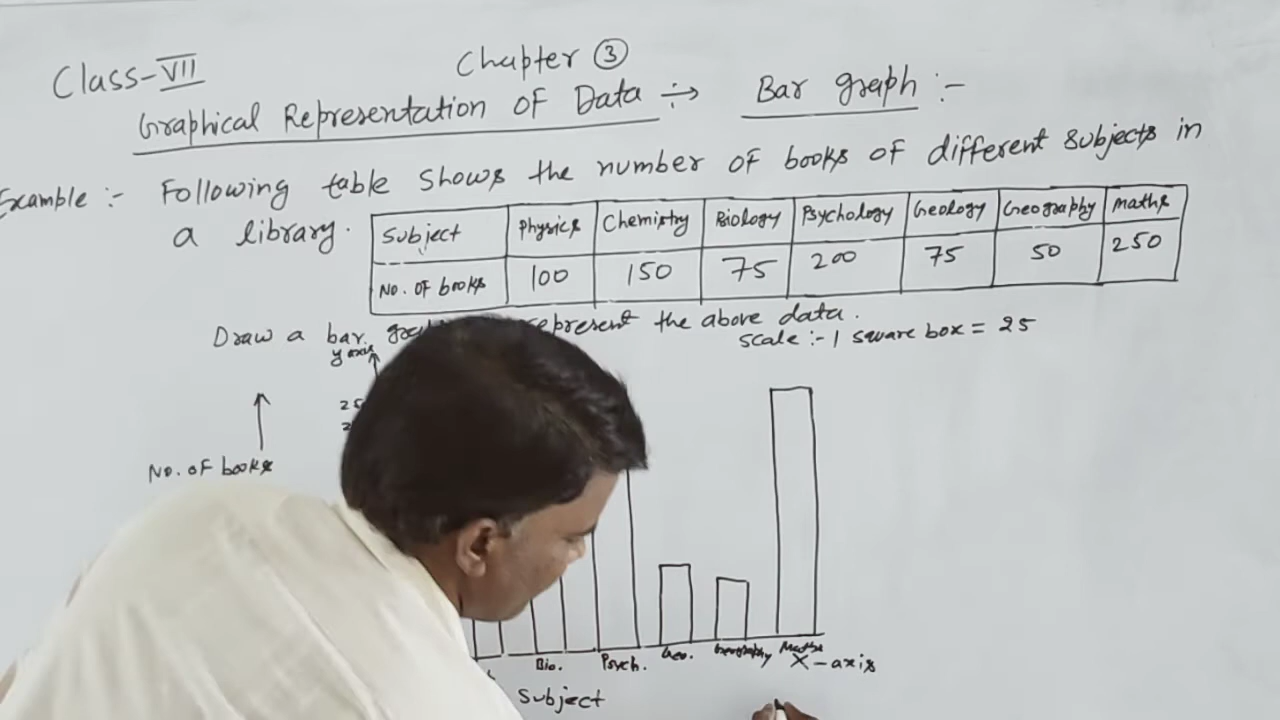 Class-VII
Chapter 3
Graphical Representation of Data Bar graph :-
Example :- Following table shows the number of books of different subjects in
a library.
Subject Physics Chemistry Biology Psychology Geology Geography Maths
No. of books 100 150 75 200 75 50 250
Draw a bar represent the above data.
Scale :- 1 square box = 25
y axis
No. of books
Bio. Psych. Geo. Geography Maths
X-axis
Subject